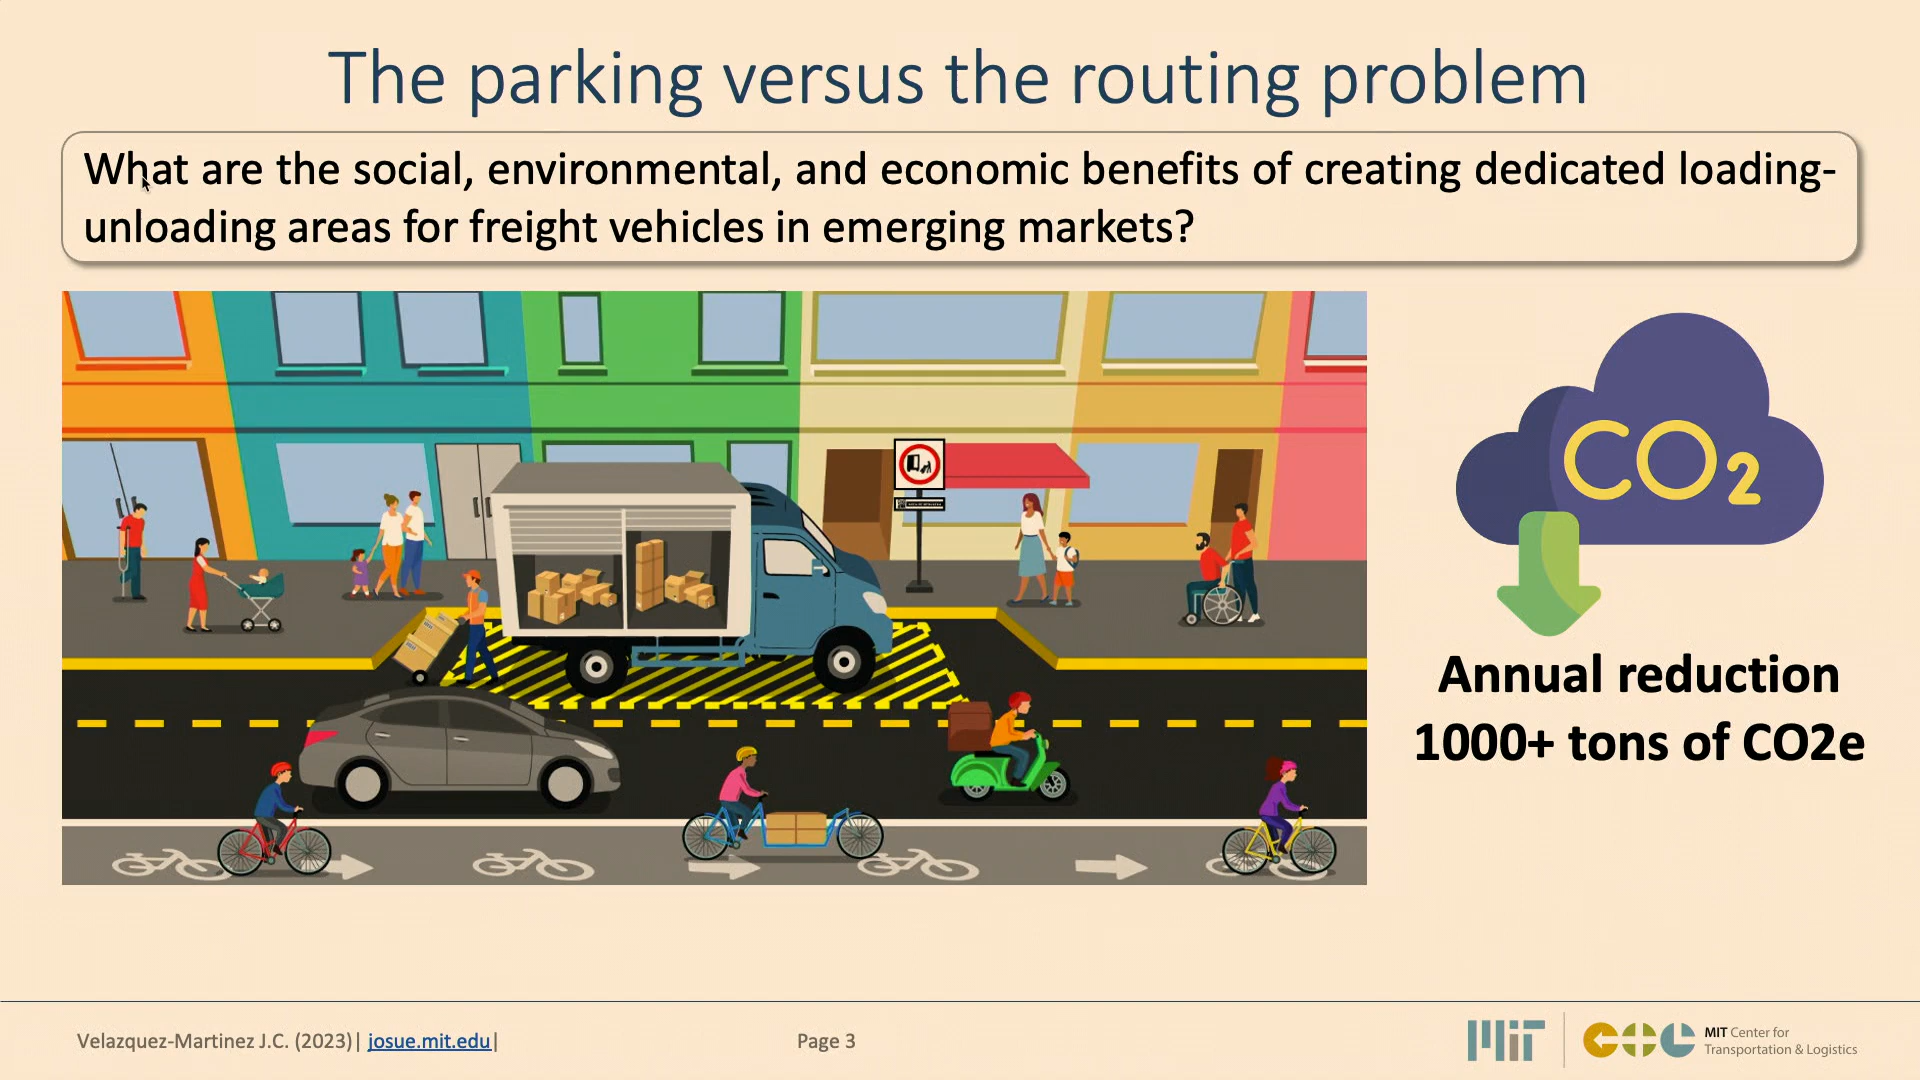 The parking versus the routing problem
What are the social, environmental, and economic benefits of creating dedicated loading-
unloading areas for freight vehicles in emerging markets?
CO2
Annual reduction
1000+ tons of CO2e
Velazquez-Martinez J.C. (2023)| josue.mit.edu|
Page 3
MIT
MIT Center for
Transportation & Logistics